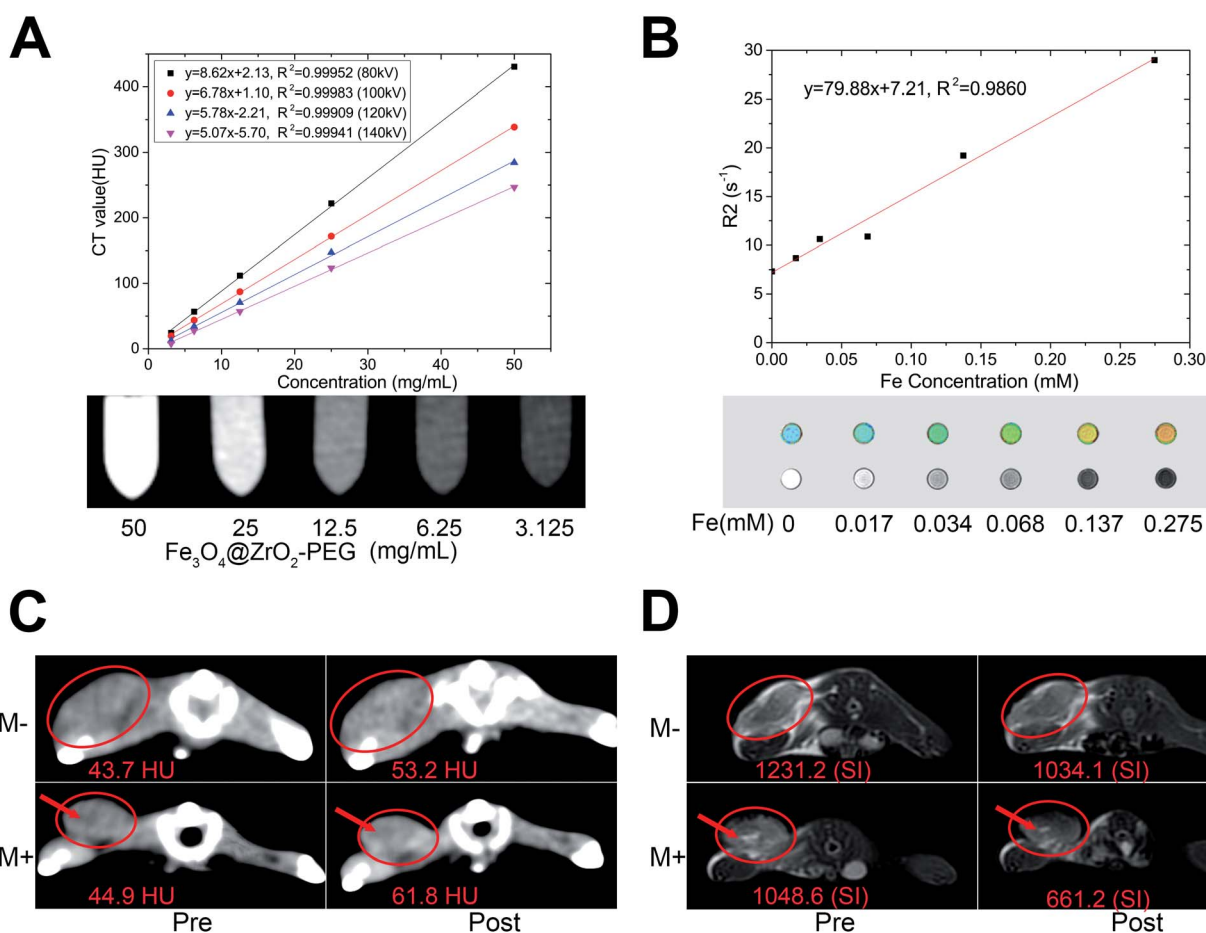 A
y=8.62x+2.13, R²=0.99952 (80kV)
y=6.78x+1.10, R²=0.99983 (100kV)
y=5.78x-2.21, R²=0.99909 (120kV)
y=5.07x-5.70, R²=0.99941 (140kV)
CT value(HU)
400
300
200
100
0
0 10 20 30 40 50
Concentration (mg/mL)
50 25 12.5 6.25 3.125
Fe₃O₄@ZrO₂-PEG (mg/mL)
B
y=79.88x+7.21, R²=0.9860
R2 (s⁻¹)
30
25
20
15
10
5
0
0.00 0.05 0.10 0.15 0.20 0.25 0.30
Fe Concentration (mM)
Fe(mM) 0 0.017 0.034 0.068 0.137 0.275
C
M-
43.7 HU
53.2 HU
M+
44.9 HU
61.8 HU
Pre
Post
D
M-
1231.2 (SI)
1034.1 (SI)
M+
1048.6 (SI)
661.2 (SI)
Pre
Post